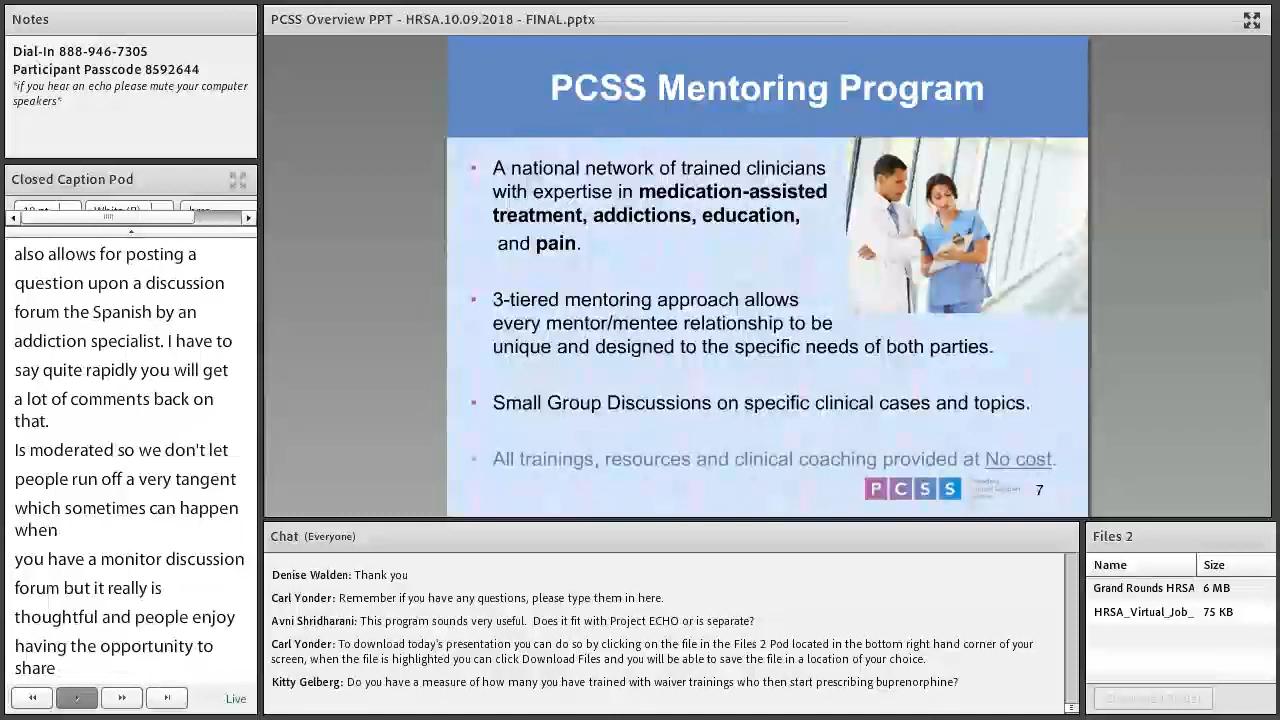 Notes
Dial-In 888-946-7305
Participant Passcode 8592644
*if you hear an echo please mute your computer
speakers*
Closed Caption Pod
also allows for posting a
question upon a discussion
forum the Spanish by an
addiction specialist. I have to
say quite rapidly you will get
a lot of comments back on
that.
Is moderated so we don't let
people run off a very tangent
which sometimes can happen
when
you have a monitor discussion
forum but it really is
thoughtful and people enjoy
having the opportunity to
share
Live
PCSS Overview PPT - HRSA.10.09.2018 - FINAL.pptx
PCSS Mentoring Program
• A national network of trained clinicians
with expertise in medication-assisted
treatment, addictions, education,
and pain.
• 3-tiered mentoring approach allows
every mentor/mentee relationship to be
unique and designed to the specific needs of both parties.
• Small Group Discussions on specific clinical cases and topics.
• All trainings, resources and clinical coaching provided at No cost.
PCSS
7
Chat (Everyone)
Denise Walden: Thank you
Carl Yonder: Remember if you have any questions, please type them in here.
Avni Shridharani: This program sounds very useful. Does it fit with Project ECHO or is separate?
Carl Yonder: To download today's presentation you can do so by clicking on the file in the Files 2 Pod located in the bottom right hand corner of your
screen, when the file is highlighted you can click Download Files and you will be able to save the file in a location of your choice.
Kitty Gelberg: Do you have a measure of how many you have trained with waiver trainings who then start prescribing buprenorphine?
Files 2
Name Size
Grand Rounds HRSA 6 MB
HRSA_Virtual_Job_ 75 KB